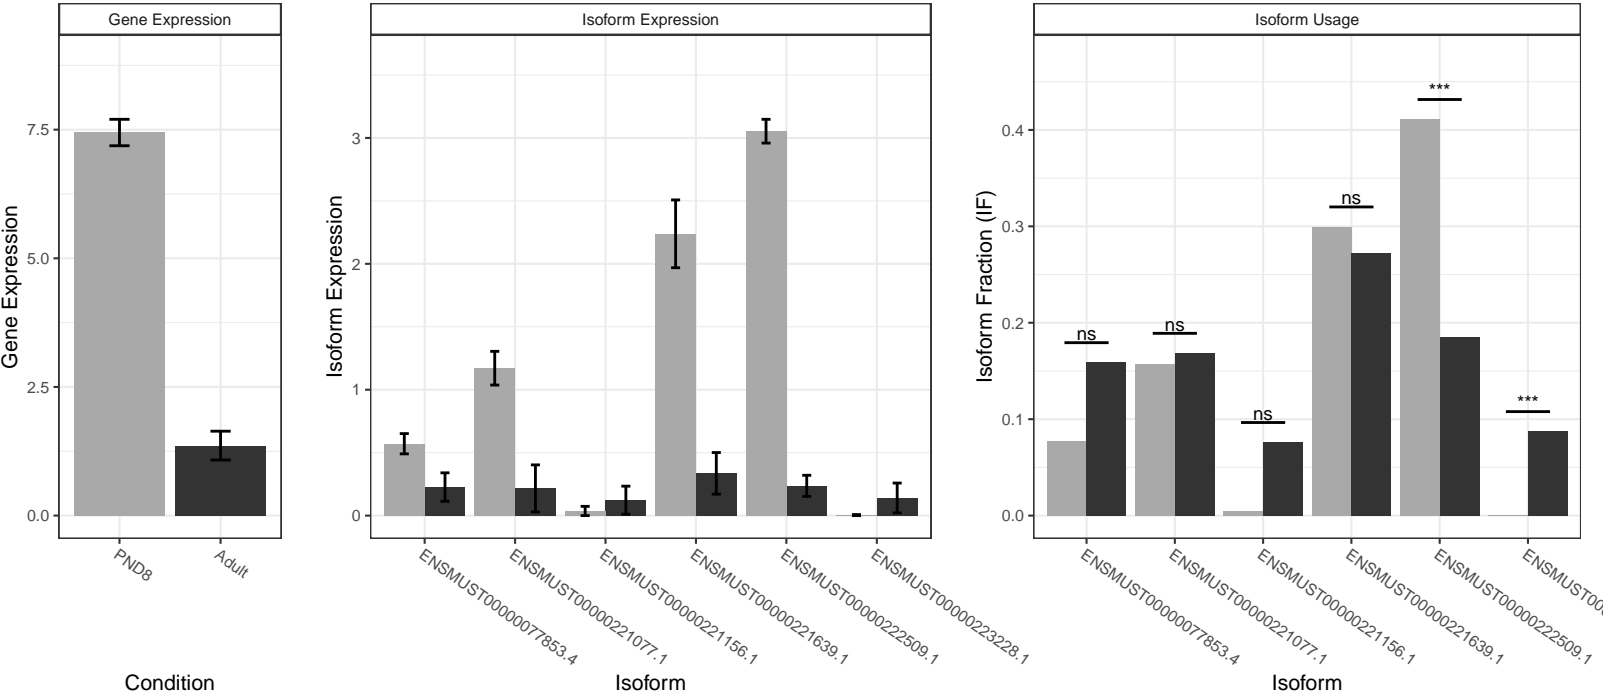 Gene Expression
Gene Expression
7.5
5.0
2.5
0.0
PND8
Adult
Condition
Isoform Expression
Isoform Expression
3
2
1
0
ENSMUST00000077853.4
ENSMUST00000221077.1
ENSMUST00000221156.1
ENSMUST00000221639.1
ENSMUST00000222509.1
ENSMUST00000223228.1
Isoform
Isoform Usage
Isoform Fraction (IF)
0.4
0.3
0.2
0.1
0.0
ns
ns
ns
ns
***
***
ENSMUST00000077853.4
ENSMUST00000221077.1
ENSMUST00000221156.1
ENSMUST00000221639.1
ENSMUST00000222509.1
Isoform